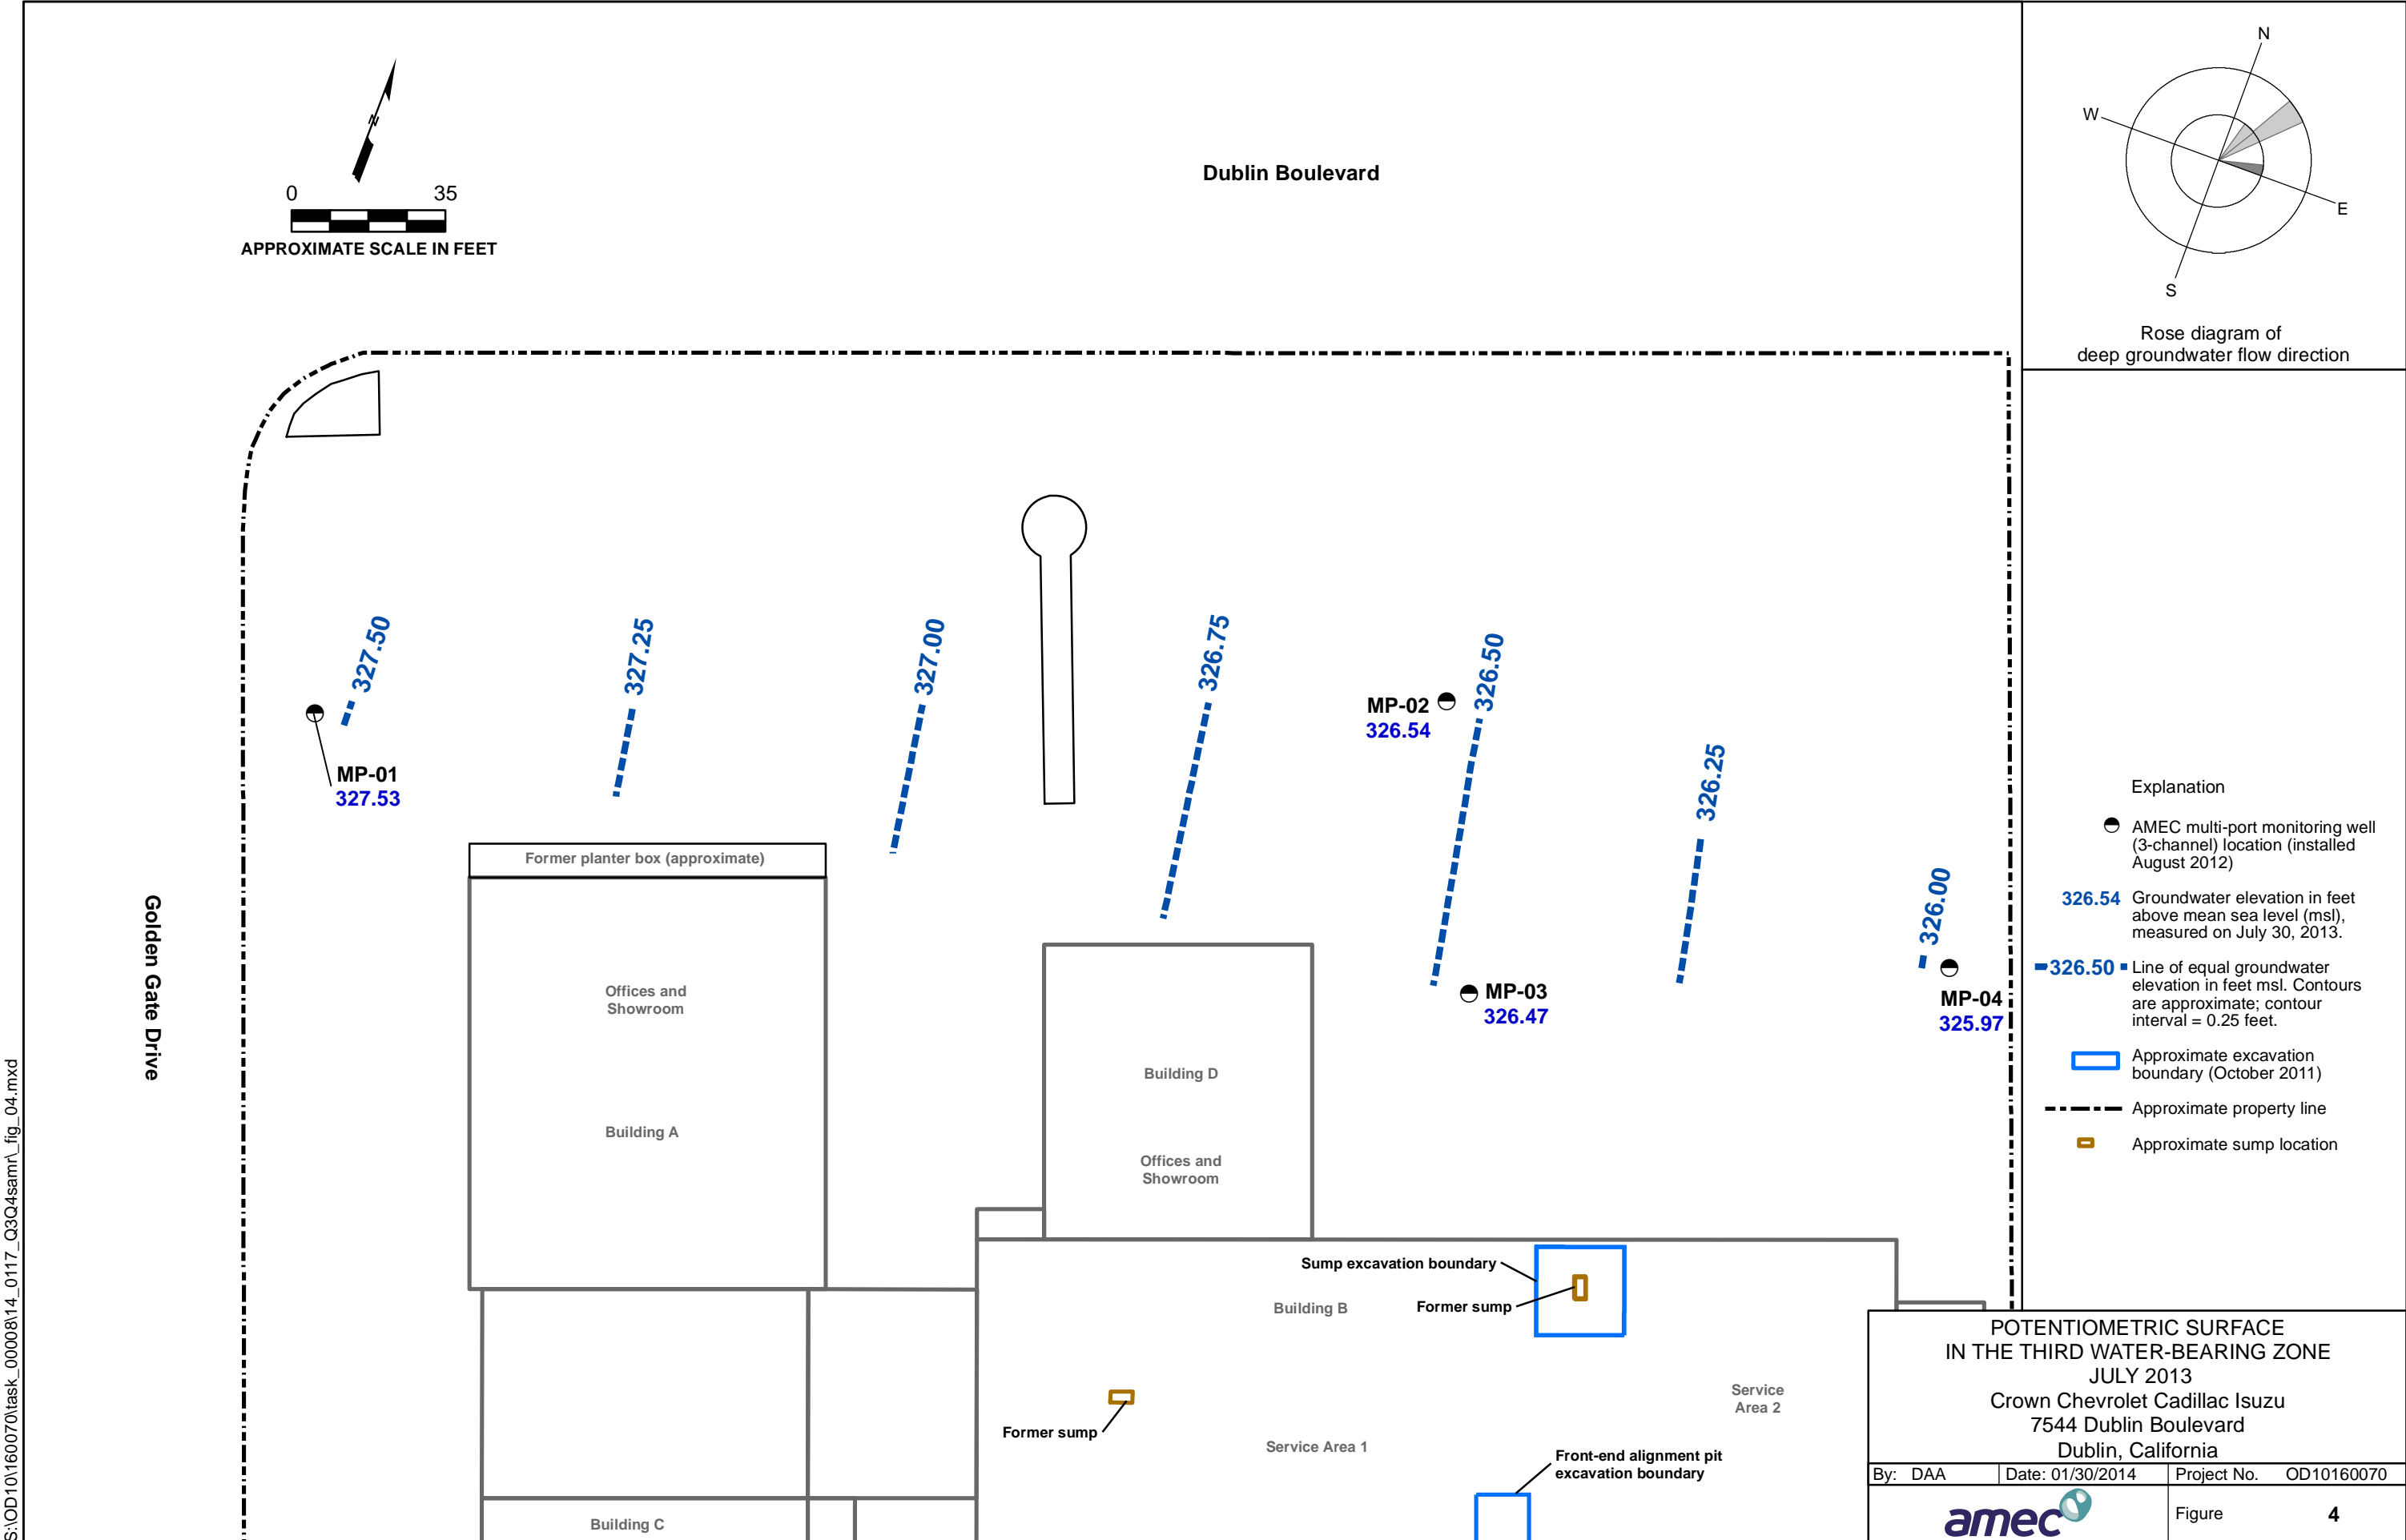 N
0 35
APPROXIMATE SCALE IN FEET
Dublin Boulevard
N
W
E
S
Rose diagram of
deep groundwater flow direction
327.50
327.25
327.00
326.75
326.50
326.25
326.00
MP-01
327.53
MP-02
326.54
MP-03
326.47
MP-04
325.97
Golden Gate Drive
Former planter box (approximate)
Offices and
Showroom
Building A
Building D
Offices and
Showroom
Sump excavation boundary
Building B
Former sump
Former sump
Service Area 1
Service
Area 2
Front-end alignment pit
excavation boundary
Building C
Explanation
AMEC multi-port monitoring well
(3-channel) location (installed
August 2012)
326.54 Groundwater elevation in feet
above mean sea level (msl),
measured on July 30, 2013.
326.50 Line of equal groundwater
elevation in feet msl. Contours
are approximate; contour
interval = 0.25 feet.
Approximate excavation
boundary (October 2011)
Approximate property line
Approximate sump location
POTENTIOMETRIC SURFACE
IN THE THIRD WATER-BEARING ZONE
JULY 2013
Crown Chevrolet Cadillac Isuzu
7544 Dublin Boulevard
Dublin, California
By: DAA Date: 01/30/2014 Project No. OD10160070
amec Figure 4
S:\OD10\160070\task_00008\14_0117_Q3Q4samr\_fig_04.mxd